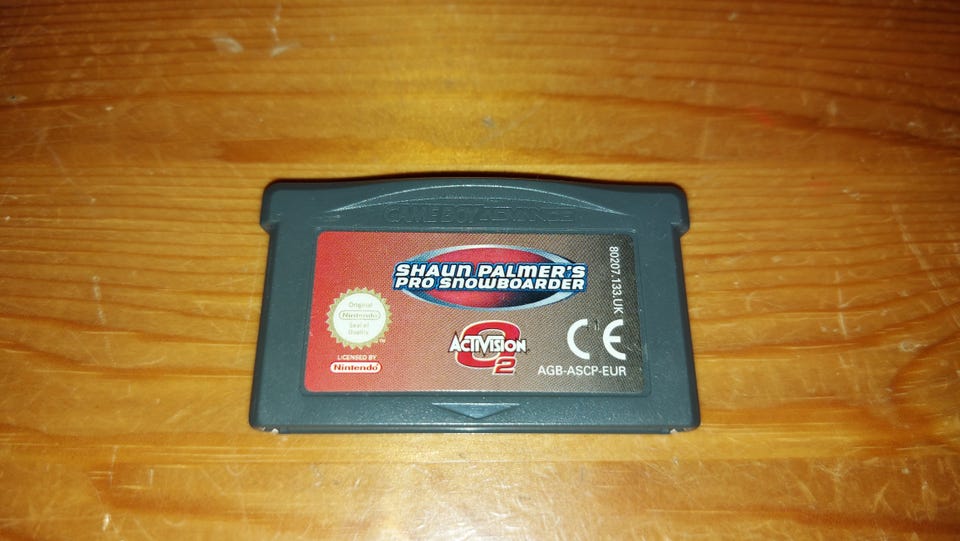 GAME BOY ADVANCE
SHAUN PALMER'S
PRO SNOWBOARDER
80207.133.UK
Original
Nintendo
Seal of
Quality
TM
LICENSED BY
Nintendo
ACTIVISION
O2
CE
AGB-ASCP-EUR